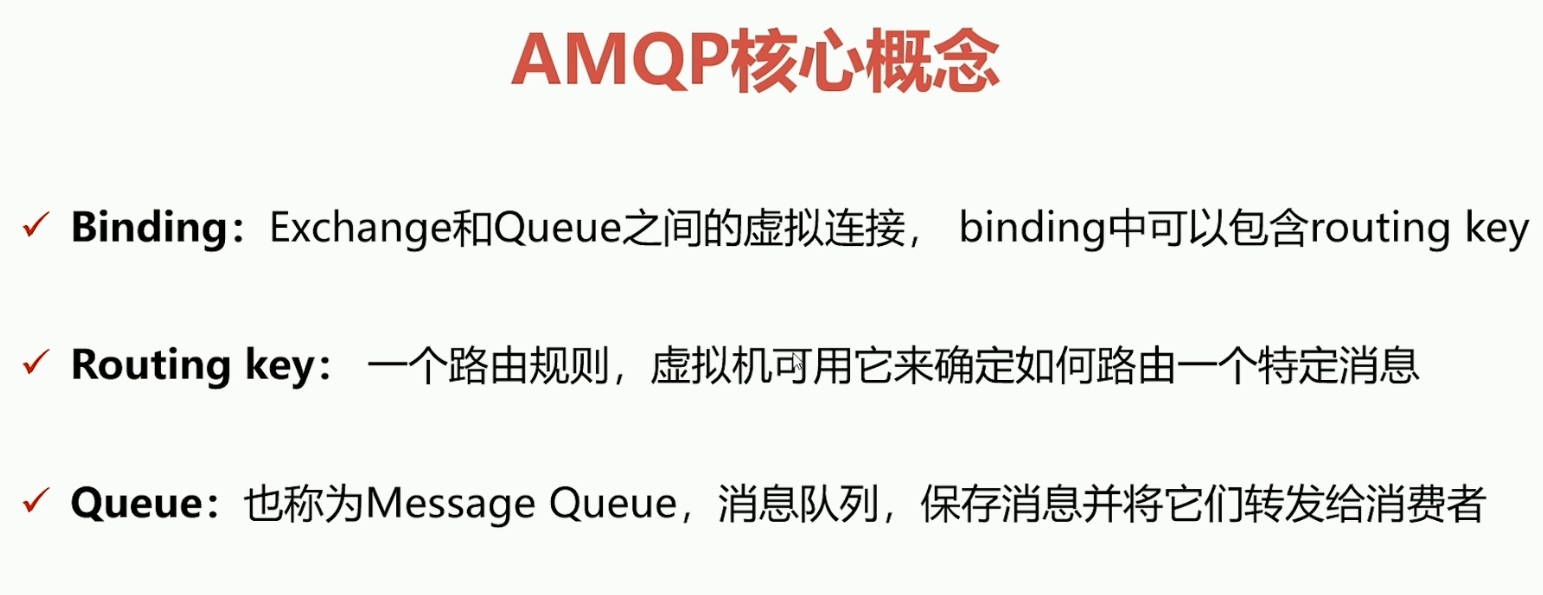 AMQP核心概念
Binding：Exchange和Queue之间的虚拟连接， binding中可以包含routing key
Routing key： 一个路由规则，虚拟机可用它来确定如何路由一个特定消息
Queue：也称为Message Queue，消息队列，保存消息并将它们转发给消费者